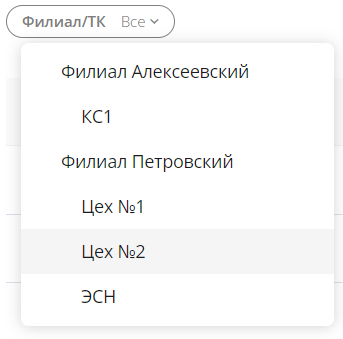 Филиал/ТК Все
Филиал Алексеевский
КС1
Филиал Петровский
Цех №1
Цех №2
ЭСН